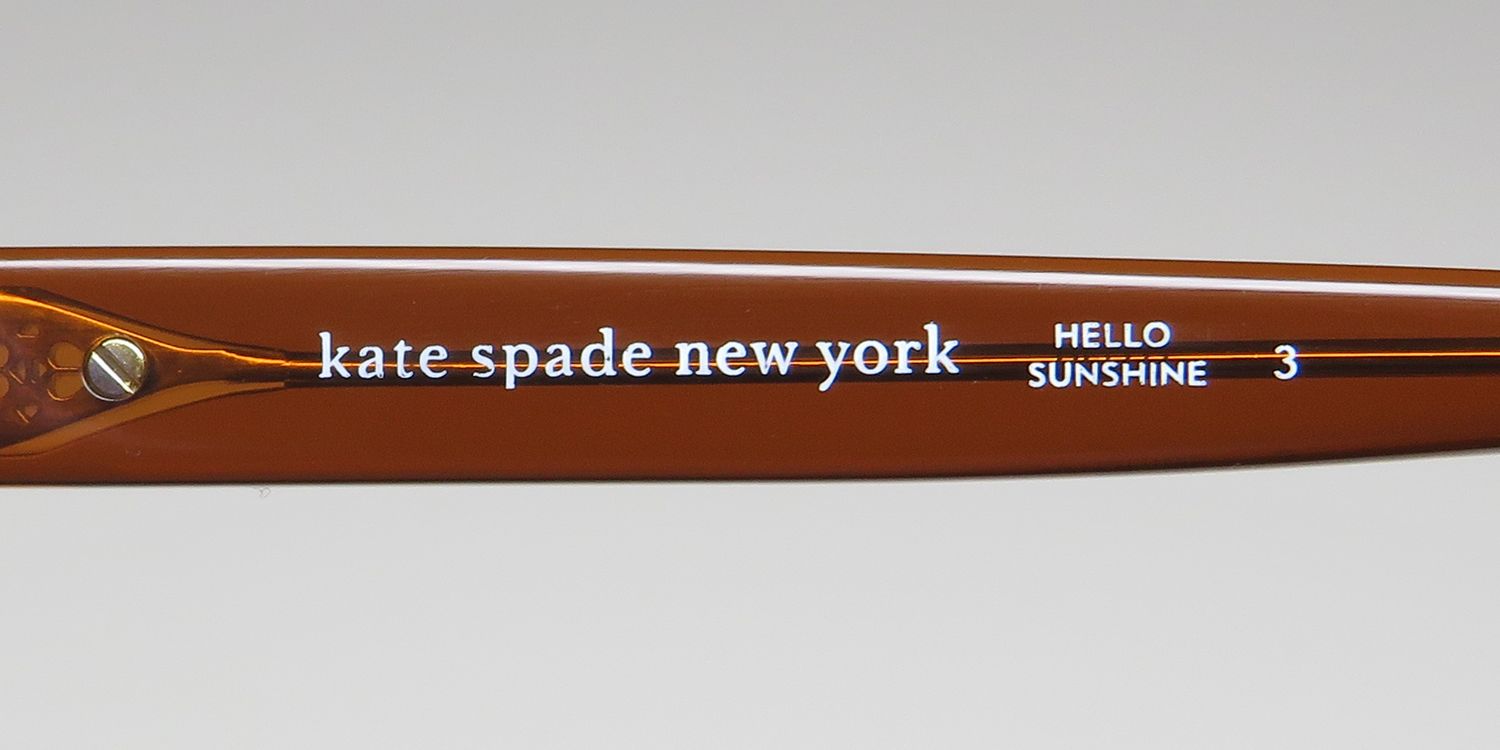 kate spade new york
HELLO
SUNSHINE
3